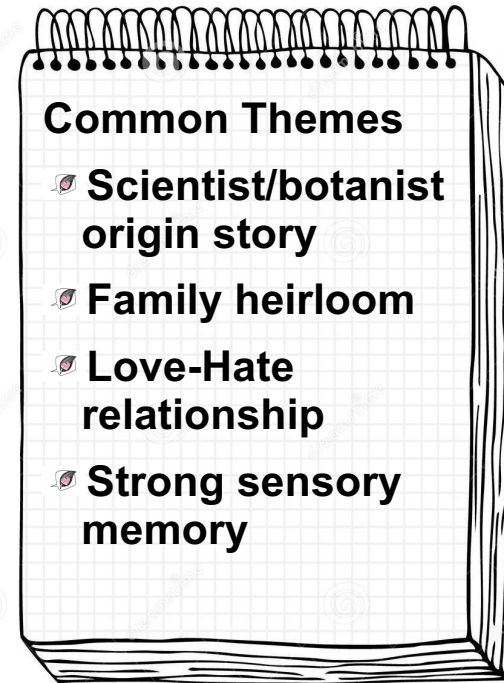 Common Themes
Scientist/botanist
origin story
Family heirloom
Love-Hate
relationship
Strong sensory
memory